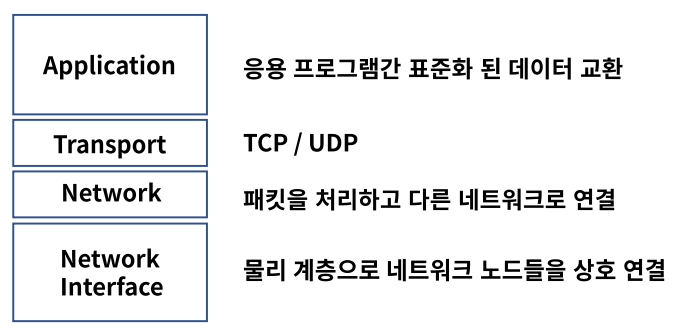 Application
응용 프로그램간 표준화 된 데이터 교환
Transport
TCP / UDP
Network
패킷을 처리하고 다른 네트워크로 연결
Network
Interface
물리 계층으로 네트워크 노드들을 상호 연결